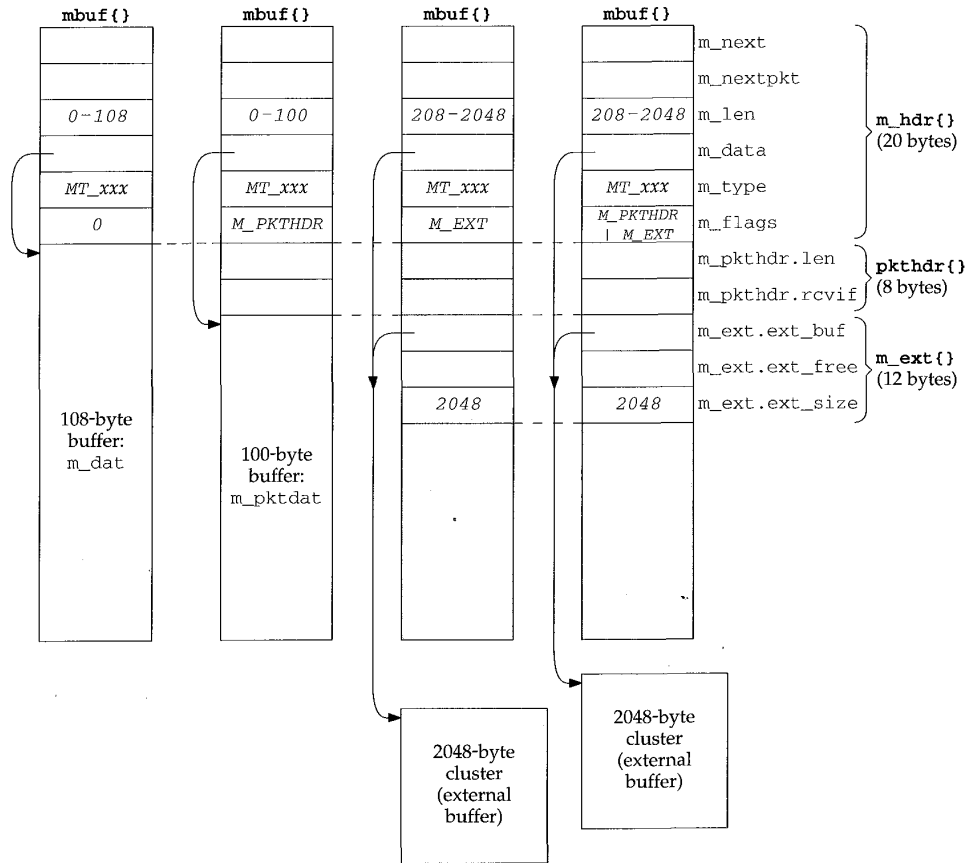 mbuf{} mbuf{} mbuf{} mbuf{}
m_next
m_nextpkt
0-108 0-100 208-2048 208-2048 m_len
m_hdr{}
(20 bytes)
m_data
MT_xxx MT_xxx MT_xxx MT_xxx m_type
0 M_PKTHDR M_EXT M_PKTHDR
| M_EXT m_flags
m_pkthdr.len
pkthdr{}
(8 bytes)
m_pkthdr.rcvif
m_ext.ext_buf
m_ext.ext_free
m_ext{}
(12 bytes)
2048 2048 m_ext.ext_size
108-byte
buffer:
m_dat
100-byte
buffer:
m_pktdat
2048-byte
cluster
(external
buffer)
2048-byte
cluster
(external
buffer)